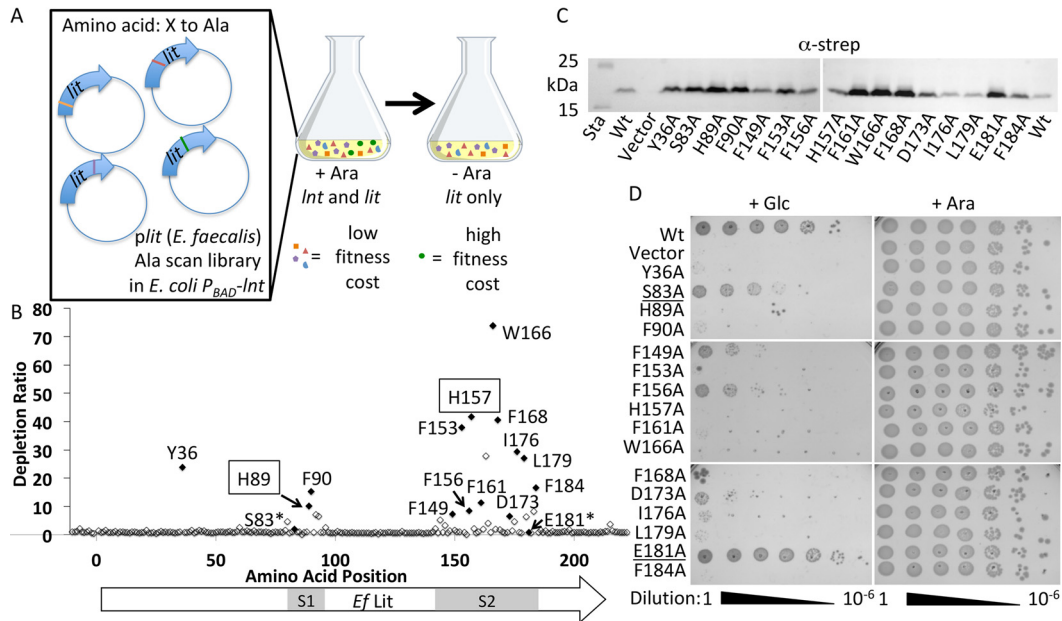 A
Amino acid: X to Ala
lit
lit
lit
lit
plit (E. faecalis)
Ala scan library
in E. coli PBAD-lnt
+ Ara
lnt and lit
- Ara
lit only
= low fitness cost
= high fitness cost
B
Depletion Ratio
80
70
60
50
40
30
20
10
0
Y36
H89
S83*
F90
W166
H157
F153
F168
I176
L179
F156
F161
F184
F149
D173
E181*
0 50 100 150 200
Amino Acid Position
S1 Ef Lit S2
C
α-strep
25
kDa
15
Sta
Wt
Vector
Y36A
S83A
H89A
F90A
F149A
F153A
F156A
H157A
F161A
W166A
F168A
D173A
I176A
L179A
E181A
F184A
Wt
D
+ Glc + Ara
Wt
Vector
Y36A
S83A
H89A
F90A
F149A
F153A
F156A
H157A
F161A
W166A
F168A
D173A
I176A
L179A
E181A
F184A
Dilution: 1 10-6 1 10-6